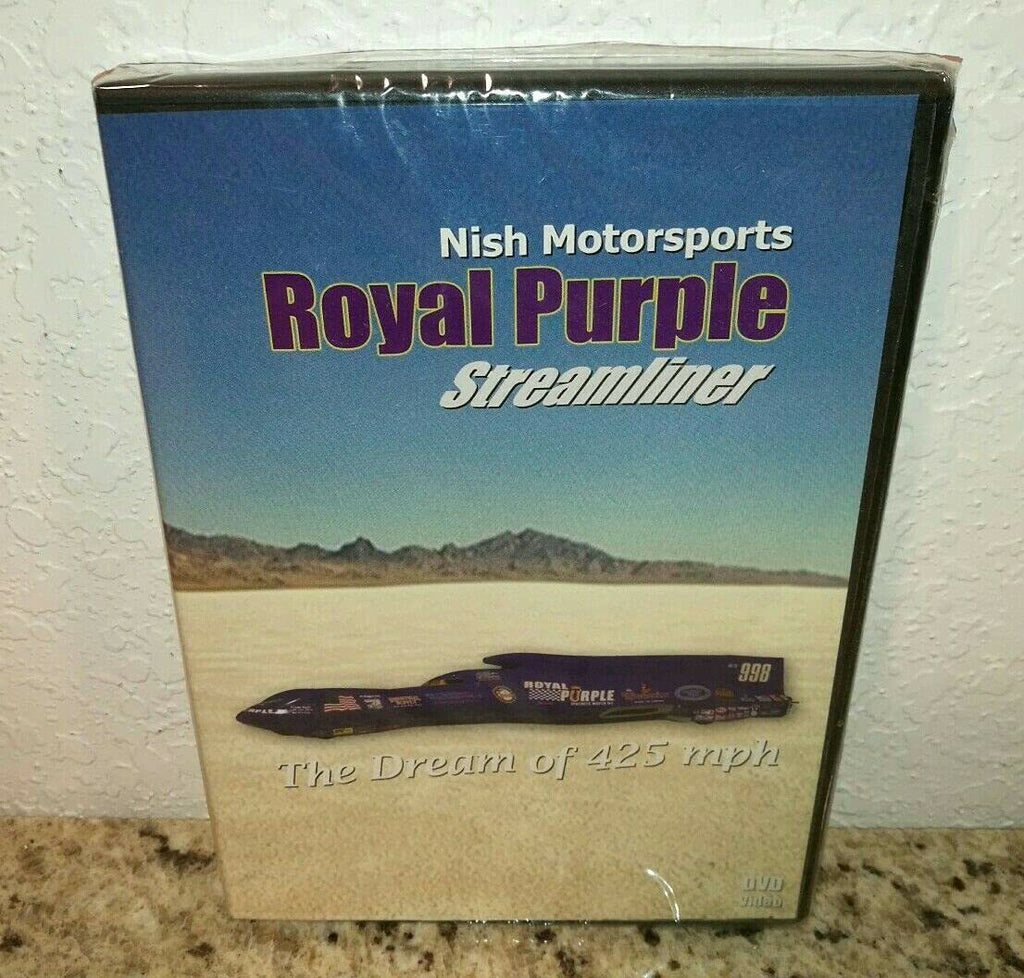 Nish Motorsports
Royal Purple
Streamliner
998
ROYAL
PURPLE
The Dream of 425 mph
DVD
Video